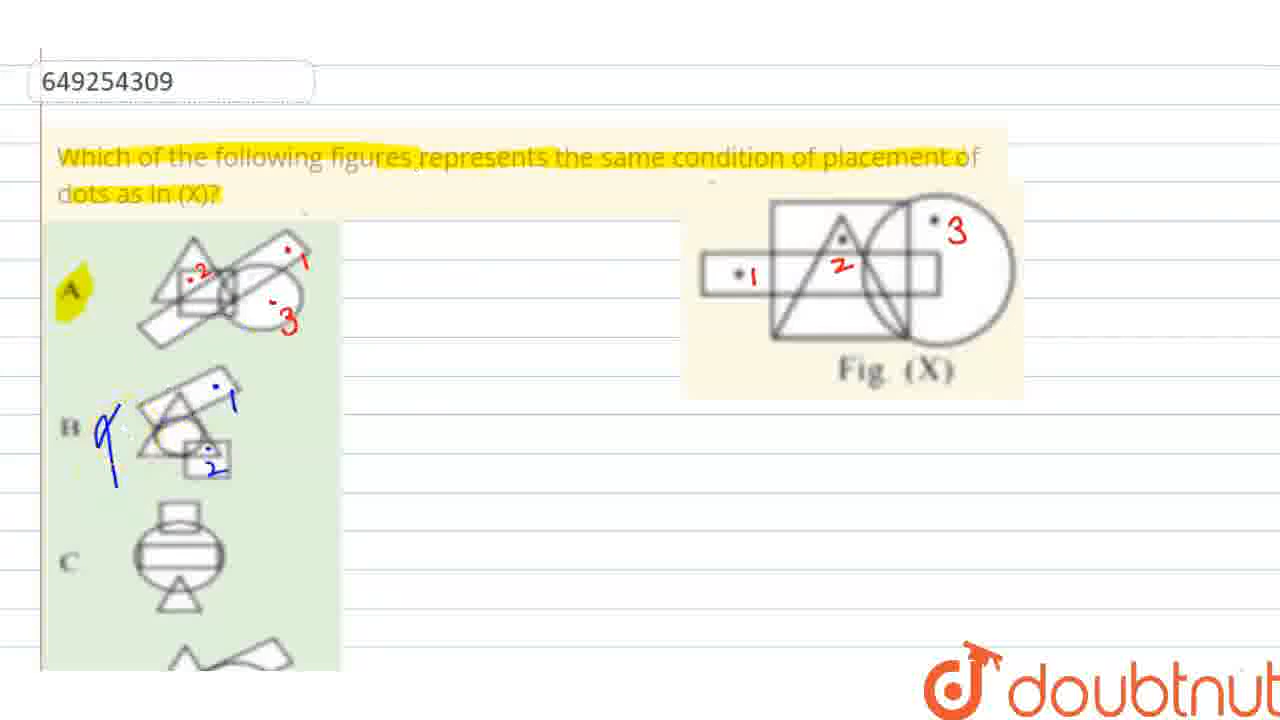 649254309
Which of the following figures represents the same condition of placement of
dots as in (X)?
A
2
1
3
B
1
2
C
1
2
3
Fig. (X)
doubtnut